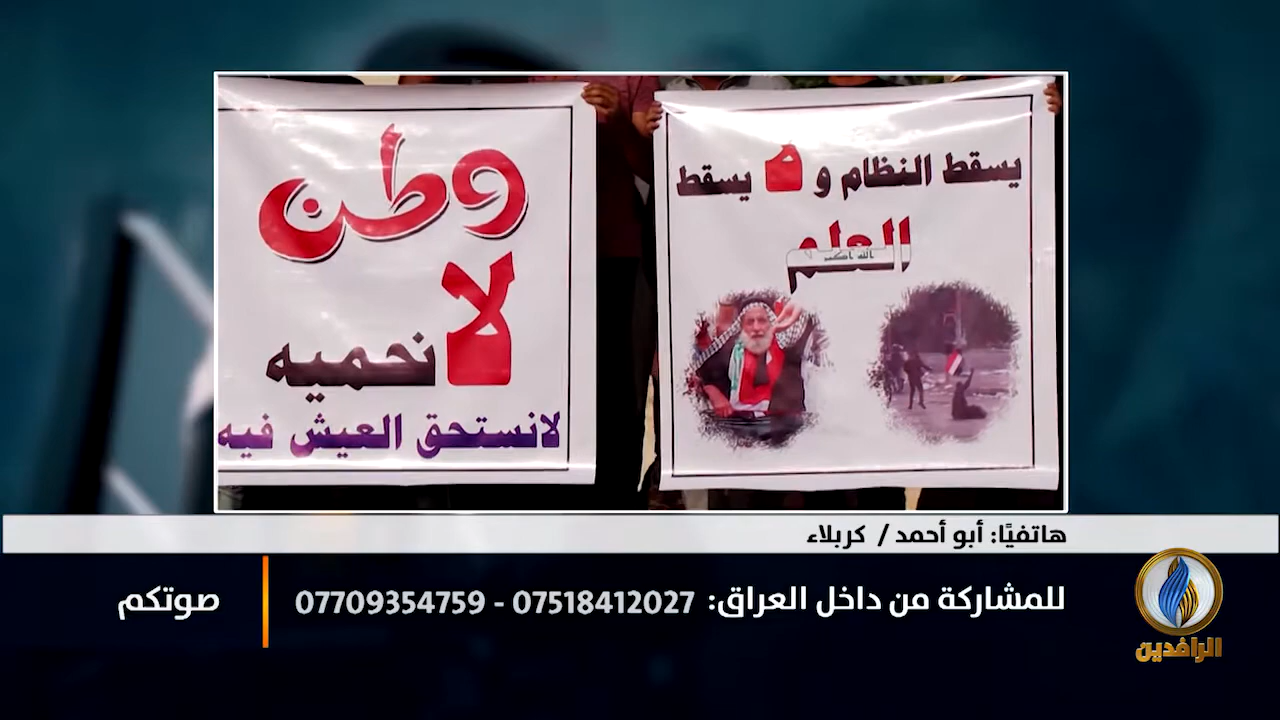 يسقط النظام و لا يسقط
العلم
الله اكبر
وطن
لا نحميه
لانستحق العيش فيه
هاتفيًا: أبو أحمد / كربلاء
للمشاركة من داخل العراق: 07518412027 - 07709354759
صوتكم
الرافدين